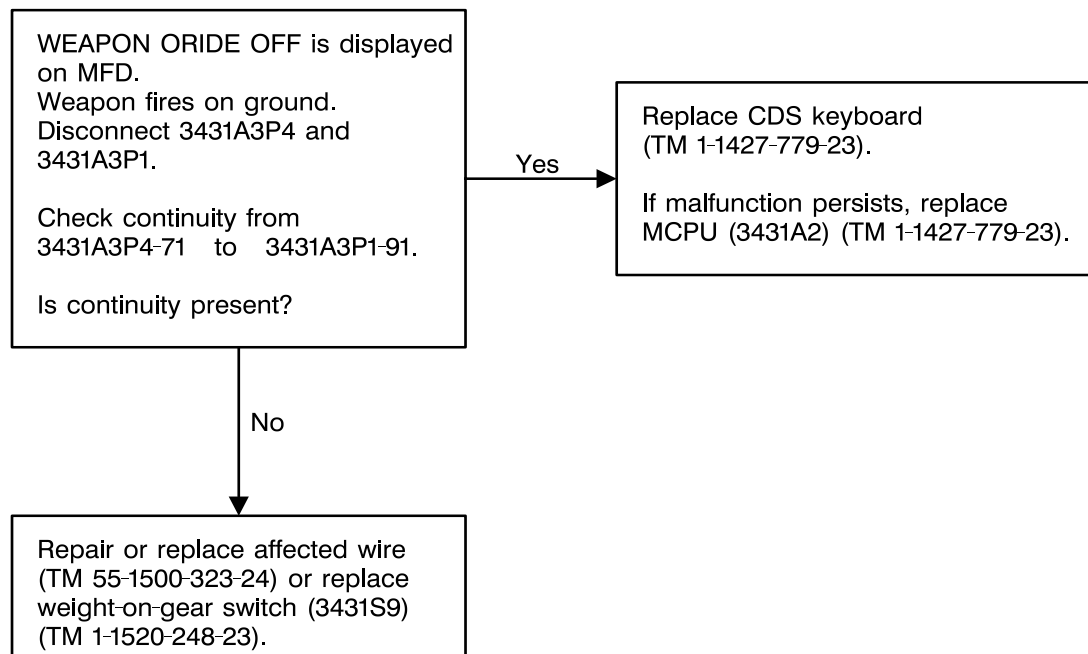 WEAPON ORIDE OFF is displayed
on MFD.
Weapon fires on ground.
Disconnect 3431A3P4 and
3431A3P1.
Check continuity from
3431A3P4-71 to 3431A3P1-91.
Is continuity present?
Yes
Replace CDS keyboard
(TM 1-1427-779-23).
If malfunction persists, replace
MCPU (3431A2) (TM 1-1427-779-23).
No
Repair or replace affected wire
(TM 55-1500-323-24) or replace
weight-on-gear switch (3431S9)
(TM 1-1520-248-23).